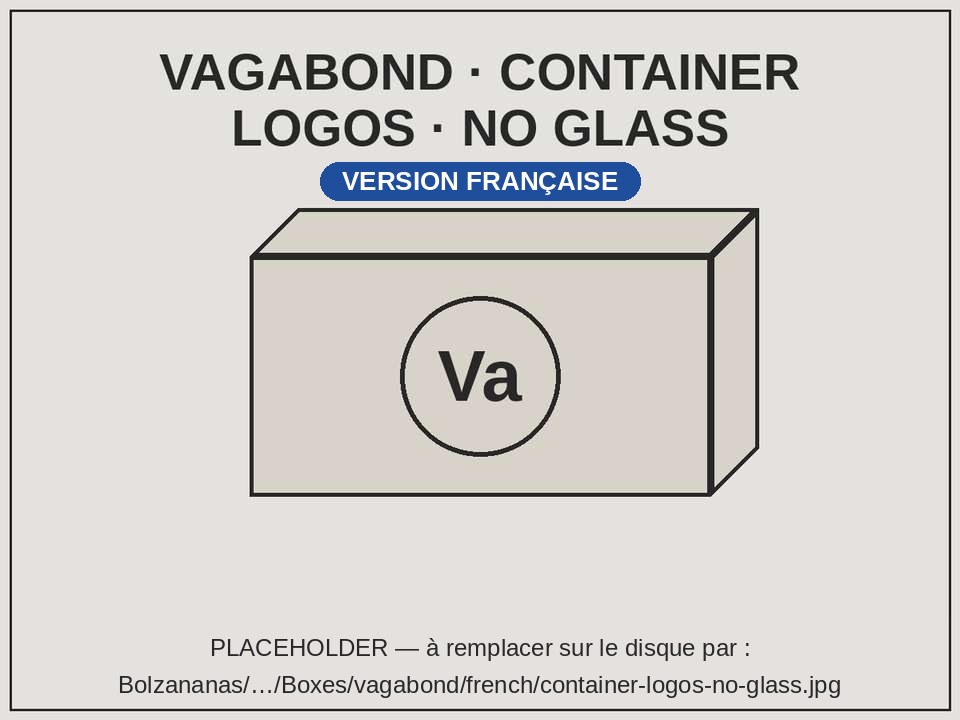 VAGABOND · CONTAINER
LOGOS · NO GLASS
VERSION FRANÇAISE
Va
PLACEHOLDER — à remplacer sur le disque par :
Bolzananas/…/Boxes/vagabond/french/container-logos-no-glass.jpg